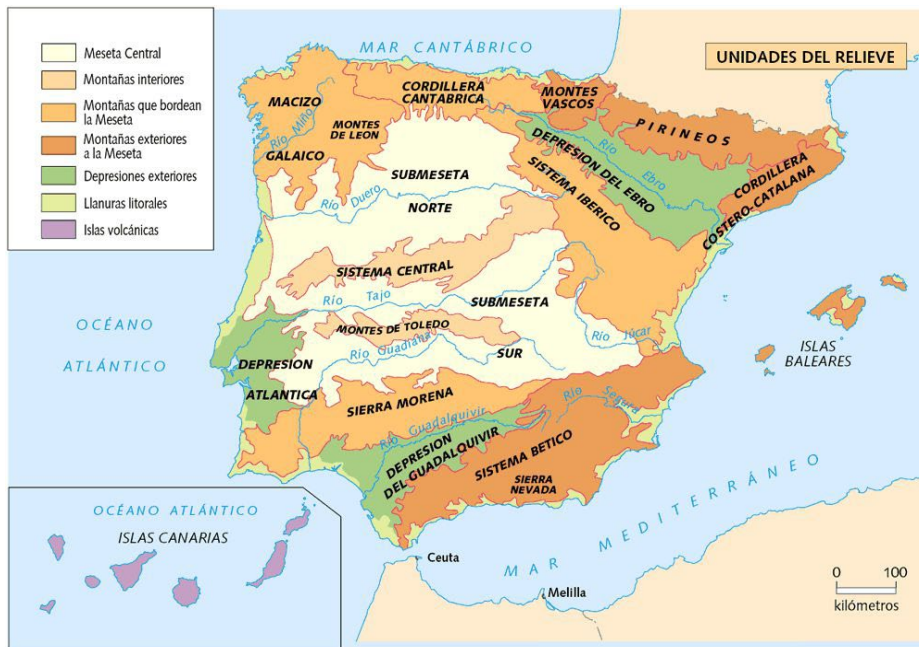 UNIDADES DEL RELIEVE
Meseta Central
Montañas interiores
Montañas que bordean
la Meseta
Montañas exteriores
a la Meseta
Depresiones exteriores
Llanuras litorales
Islas volcánicas
MAR CANTÁBRICO
MACIZO
GALAICO
Río Miño
MONTES
DE LEON
CORDILLERA
CANTABRICA
MONTES
VASCOS
PIRINEOS
DEPRESION DEL EBRO
Río Ebro
CORDILLERA
COSTERO-CATALANA
SISTEMA IBERICO
SUBMESETA
NORTE
Río Duero
SISTEMA CENTRAL
Río Tajo
SUBMESETA
SUR
MONTES DE TOLEDO
Río Guadiana
Río Júcar
OCÉANO
ATLÁNTICO
DEPRESION
ATLANTICA
ISLAS
BALEARES
SIERRA MORENA
Río Guadalquivir
DEPRESION
DEL GUADALQUIVIR
Río Segura
SISTEMA BETICO
SIERRA
NEVADA
MAR MEDITERRÁNEO
OCÉANO ATLÁNTICO
ISLAS CANARIAS
Ceuta
Melilla
0 100
kilómetros